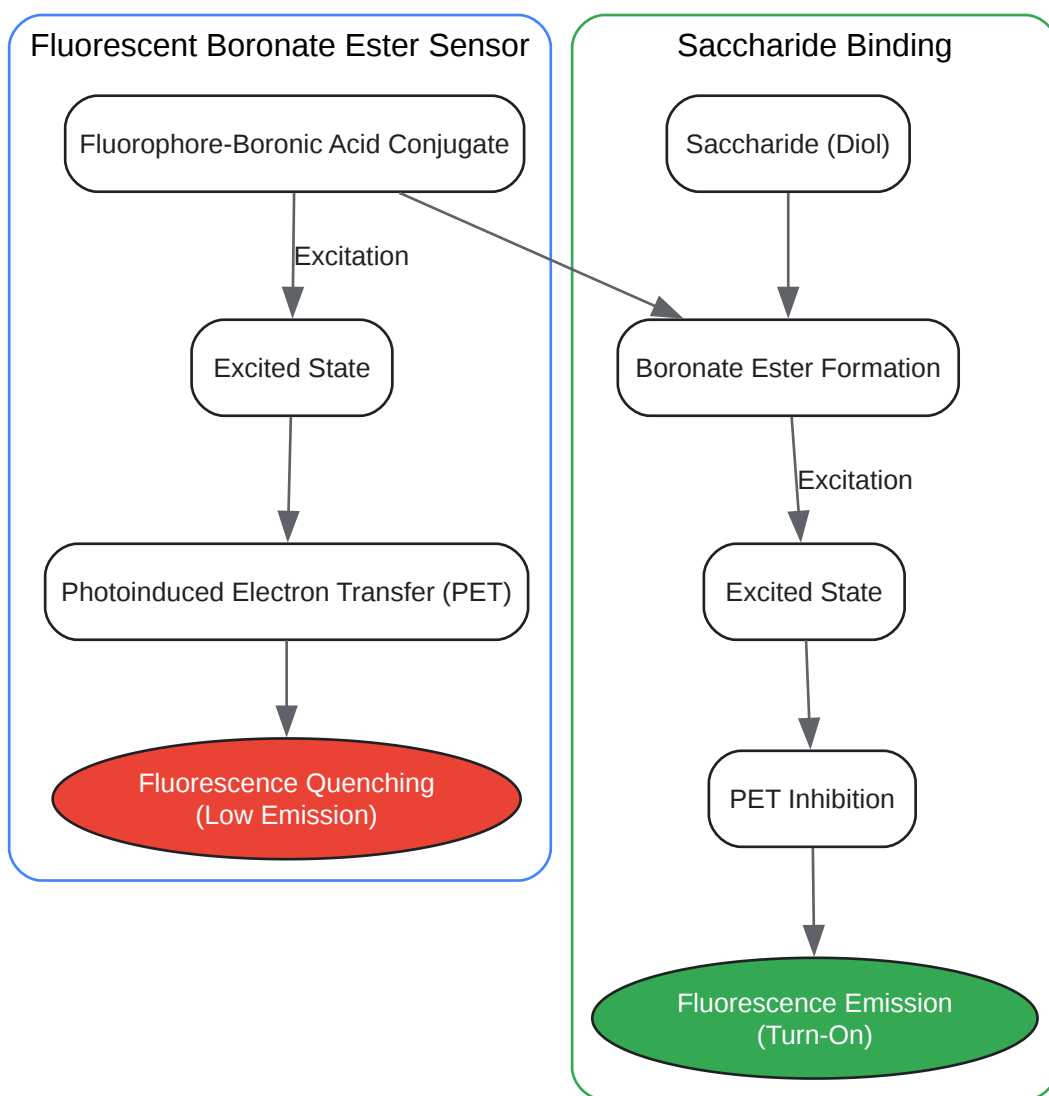 Fluorescent Boronate Ester Sensor
Fluorophore-Boronic Acid Conjugate
Excitation
Excited State
Photoinduced Electron Transfer (PET)
Fluorescence Quenching
(Low Emission)
Saccharide Binding
Saccharide (Diol)
Boronate Ester Formation
Excitation
Excited State
PET Inhibition
Fluorescence Emission
(Turn-On)